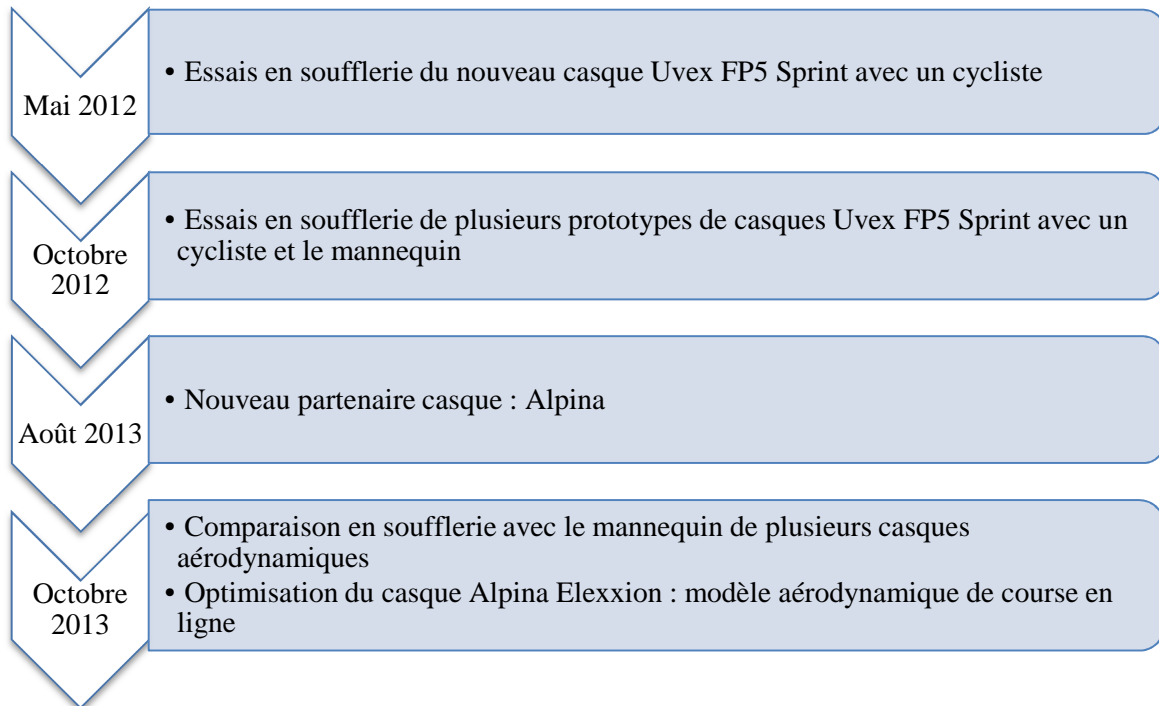 Mai 2012
• Essais en soufflerie du nouveau casque Uvex FP5 Sprint avec un cycliste
Octobre
2012
• Essais en soufflerie de plusieurs prototypes de casques Uvex FP5 Sprint avec un
cycliste et le mannequin
Août 2013
• Nouveau partenaire casque : Alpina
Octobre
2013
• Comparaison en soufflerie avec le mannequin de plusieurs casques
aérodynamiques
• Optimisation du casque Alpina Elexxion : modèle aérodynamique de course en
ligne